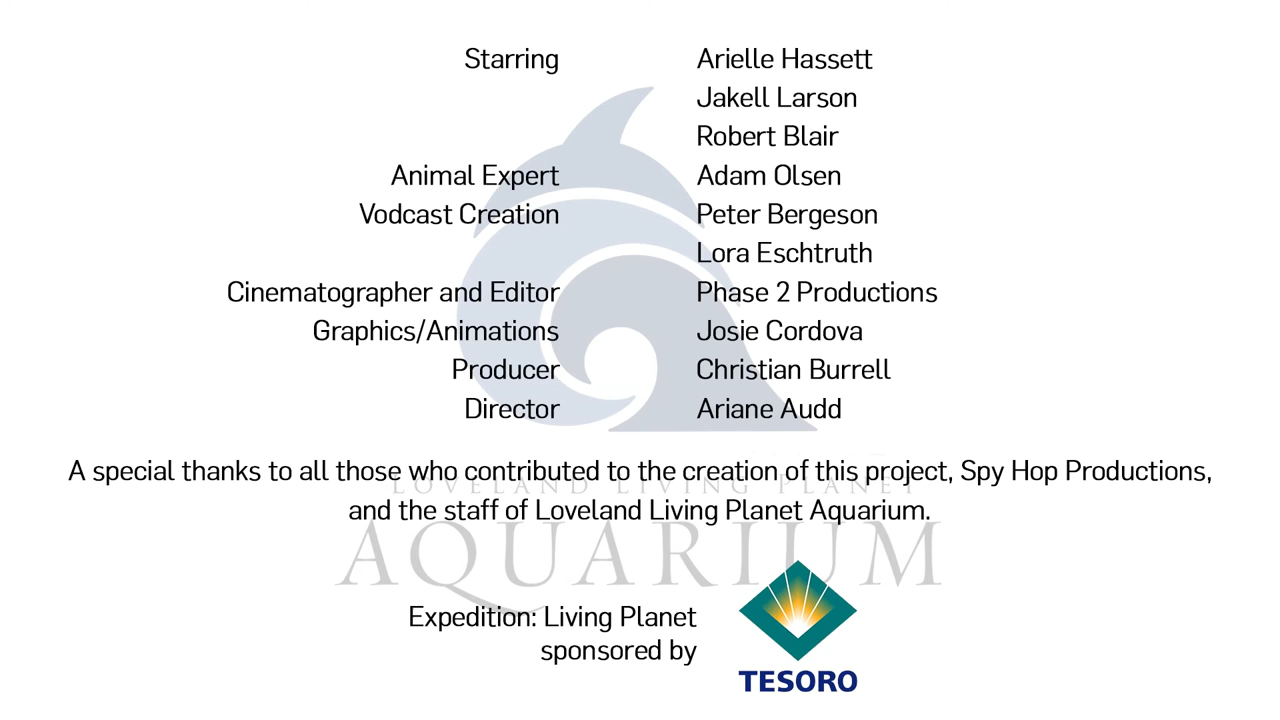 Starring Arielle Hassett
Jakell Larson
Robert Blair
Animal Expert Adam Olsen
Vodcast Creation Peter Bergeson
Lora Eschtruth
Cinematographer and Editor Phase 2 Productions
Graphics/Animations Josie Cordova
Producer Christian Burrell
Director Ariane Audd
A special thanks to all those who contributed to the creation of this project, Spy Hop Productions,
LOVELAND LIVING PLANET
and the staff of Loveland Living Planet Aquarium.
AQUARIUM
Expedition: Living Planet
sponsored by
TESORO